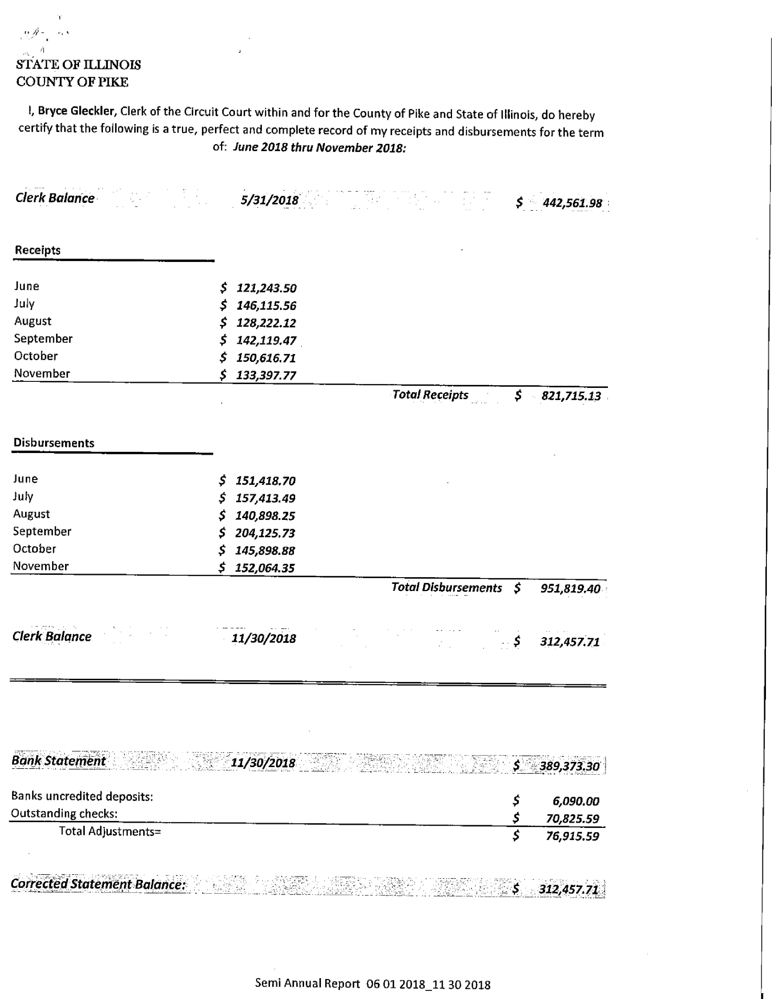 STATE OF ILLINOIS
COUNTY OF PIKE
I, Bryce Gleckler, Clerk of the Circuit Court within and for the County of Pike and State of Illinois, do hereby
certify that the following is a true, perfect and complete record of my receipts and disbursements for the term
of: June 2018 thru November 2018:
Clerk Balance 5/31/2018 $ 442,561.98
Receipts
June $ 121,243.50
July $ 146,115.56
August $ 128,222.12
September $ 142,119.47
October $ 150,616.71
November $ 133,397.77
Total Receipts $ 821,715.13
Disbursements
June $ 151,418.70
July $ 157,413.49
August $ 140,898.25
September $ 204,125.73
October $ 145,898.88
November $ 152,064.35
Total Disbursements $ 951,819.40
Clerk Balance 11/30/2018 $ 312,457.71
Bank Statement 11/30/2018 $ 389,373.30
Banks uncredited deposits: $ 6,090.00
Outstanding checks: $ 70,825.59
Total Adjustments= $ 76,915.59
Corrected Statement Balance: $ 312,457.71
Semi Annual Report 06 01 2018_11 30 2018